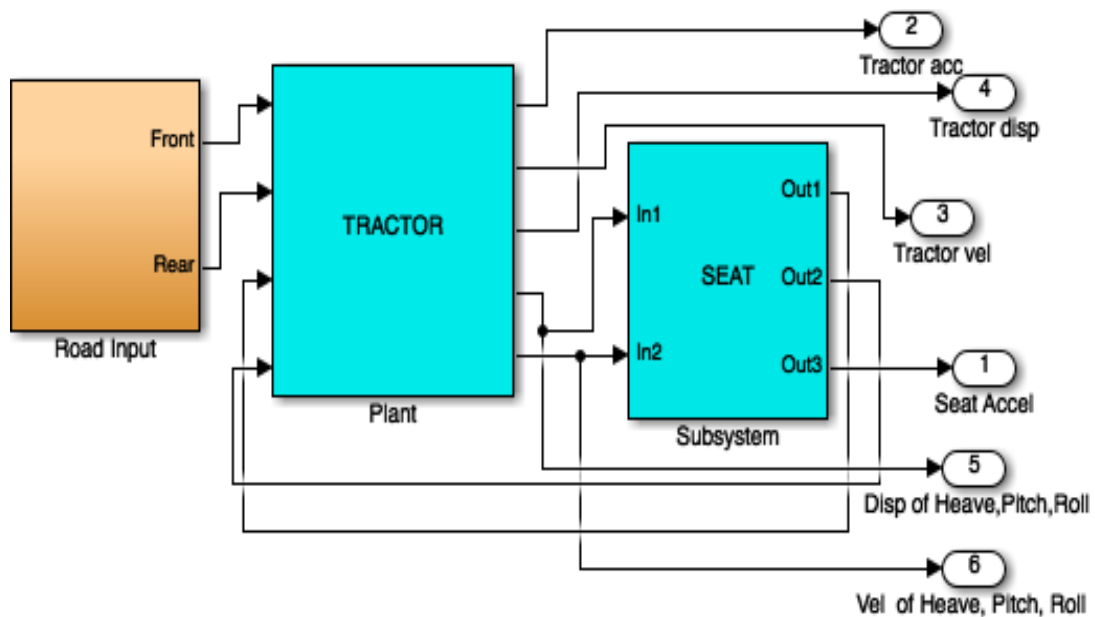 2
Tractor acc
4
Tractor disp
Front
Rear
Road Input
TRACTOR
Plant
In1
In2
SEAT
Out1
Out2
Out3
Subsystem
3
Tractor vel
1
Seat Accel
5
Disp of Heave,Pitch,Roll
6
Vel  of Heave, Pitch, Roll